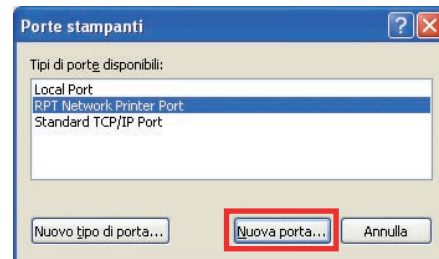 Porte stampanti
Tipi di porte disponibili:
Local Port
RPT Network Printer Port
Standard TCP/IP Port
Nuovo tipo di porta...
Nuova porta...
Annulla